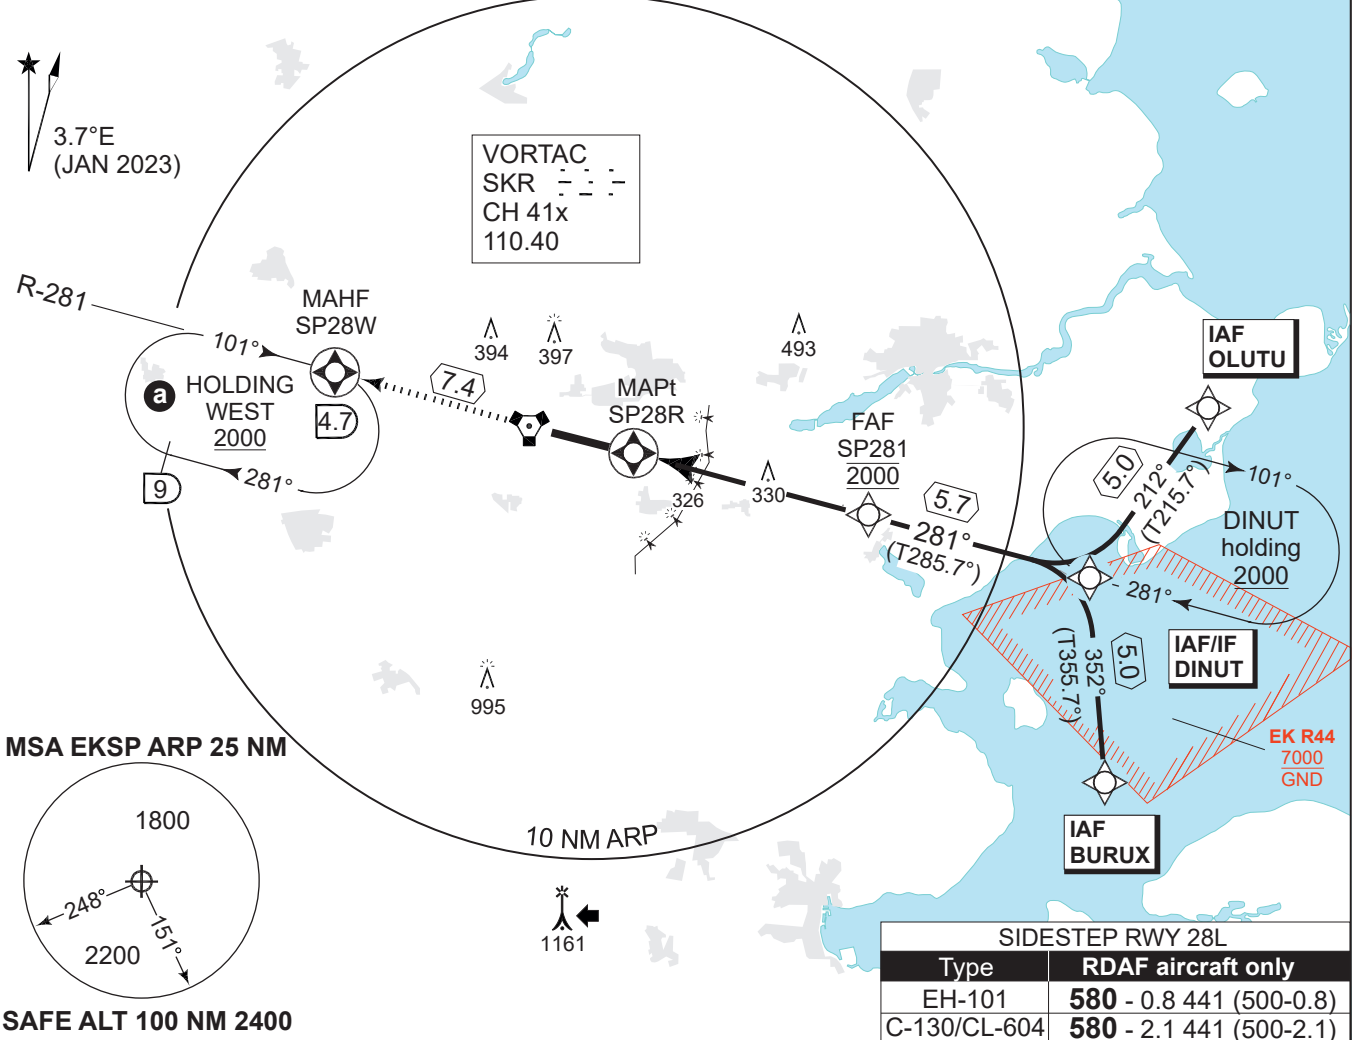 3.7°E
(JAN 2023)
VORTAC
SKR
CH 41x
110.40
R-281
MAHF
SP28W
101°
a
HOLDING
WEST
2000
4.7
281°
9
7.4
394
397
493
MAPt
SP28R
326
330
FAF
SP281
2000
5.7
281°
(T285.7°)
IAF
OLUTU
5.0
212°
(T215.7°)
101°
DINUT
holding
2000
281°
IAF/IF
DINUT
5.0
352°
(T355.7°)
EK R44
7000
GND
IAF
BURUX
995
10 NM ARP
1161
MSA EKSP ARP 25 NM
1800
248°
151°
2200
SAFE ALT 100 NM 2400
SIDESTEP RWY 28L
Type RDAF aircraft only
EH-101 580 - 0.8 441 (500-0.8)
C-130/CL-604 580 - 2.1 441 (500-2.1)